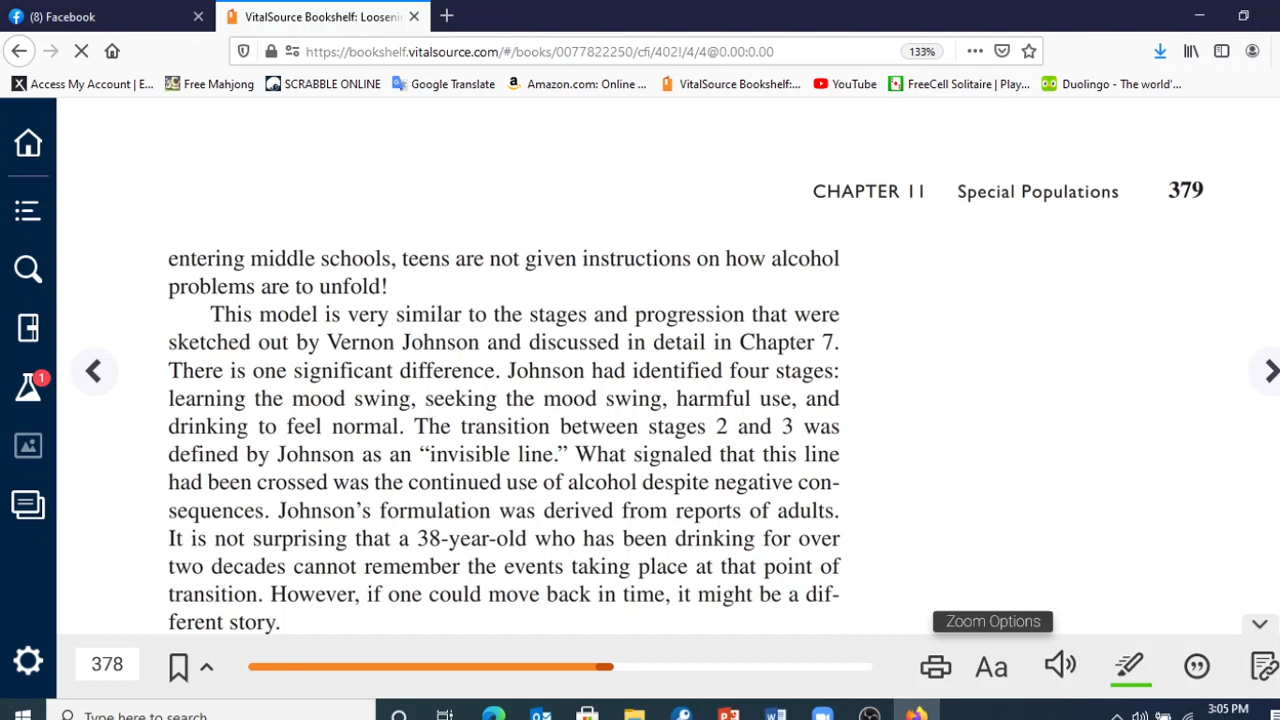 (8) Facebook
VitalSource Bookshelf: Loosenin
https://bookshelf.vitalsource.com/#/books/0077822250/cfi/402!/4/4@0.00:0.00
133%
Access My Account | E...
Free Mahjong
SCRABBLE ONLINE
Google Translate
Amazon.com: Online ...
VitalSource Bookshelf:...
YouTube
FreeCell Solitaire | Play...
Duolingo - The world'...
1
CHAPTER 11 Special Populations 379
entering middle schools, teens are not given instructions on how alcohol
problems are to unfold!
This model is very similar to the stages and progression that were
sketched out by Vernon Johnson and discussed in detail in Chapter 7.
There is one significant difference. Johnson had identified four stages:
learning the mood swing, seeking the mood swing, harmful use, and
drinking to feel normal. The transition between stages 2 and 3 was
defined by Johnson as an “invisible line.” What signaled that this line
had been crossed was the continued use of alcohol despite negative con-
sequences. Johnson’s formulation was derived from reports of adults.
It is not surprising that a 38-year-old who has been drinking for over
two decades cannot remember the events taking place at that point of
transition. However, if one could move back in time, it might be a dif-
ferent story.
Zoom Options
378
Aa
Type here to search
3:05 PM